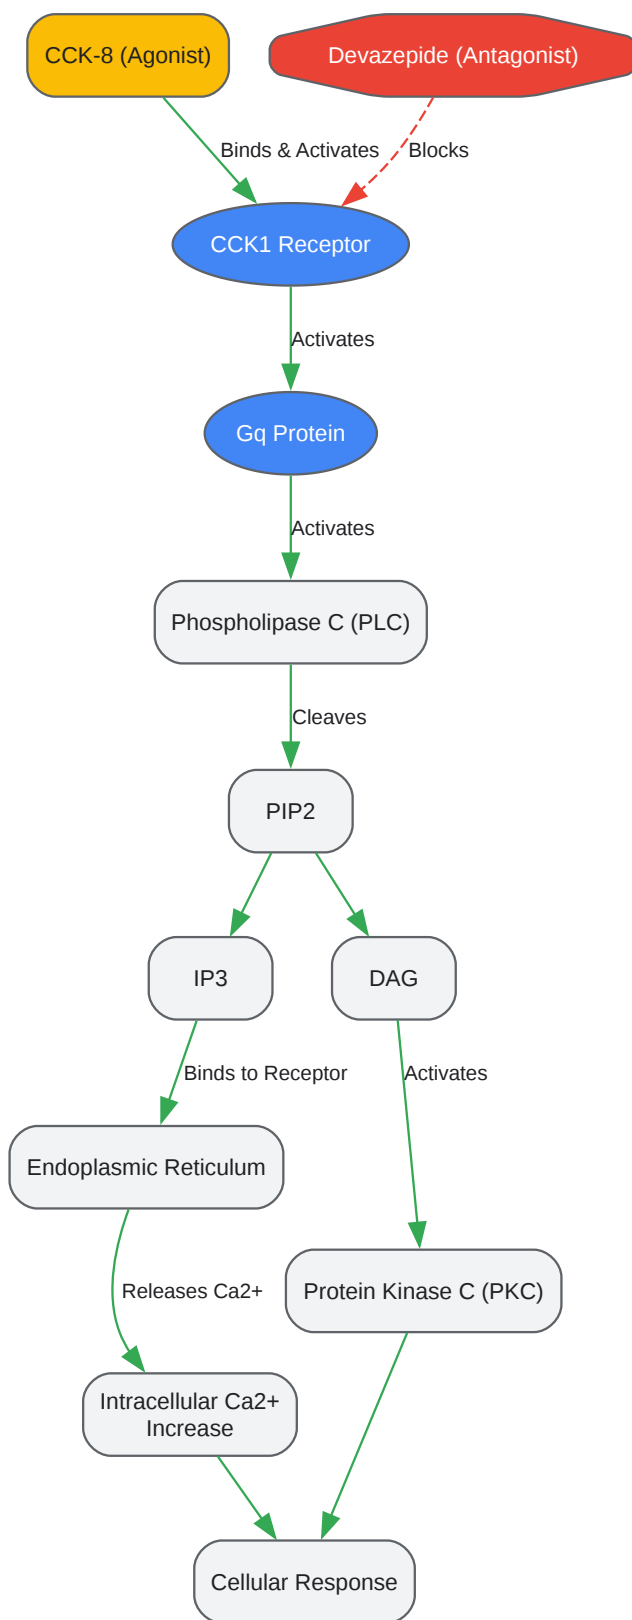 CCK-8 (Agonist)
Devazepide (Antagonist)
Binds & Activates
Blocks
CCK1 Receptor
Activates
Gq Protein
Activates
Phospholipase C (PLC)
Cleaves
PIP2
IP3
DAG
Binds to Receptor
Activates
Endoplasmic Reticulum
Releases Ca2+
Protein Kinase C (PKC)
Intracellular Ca2+
Increase
Cellular Response